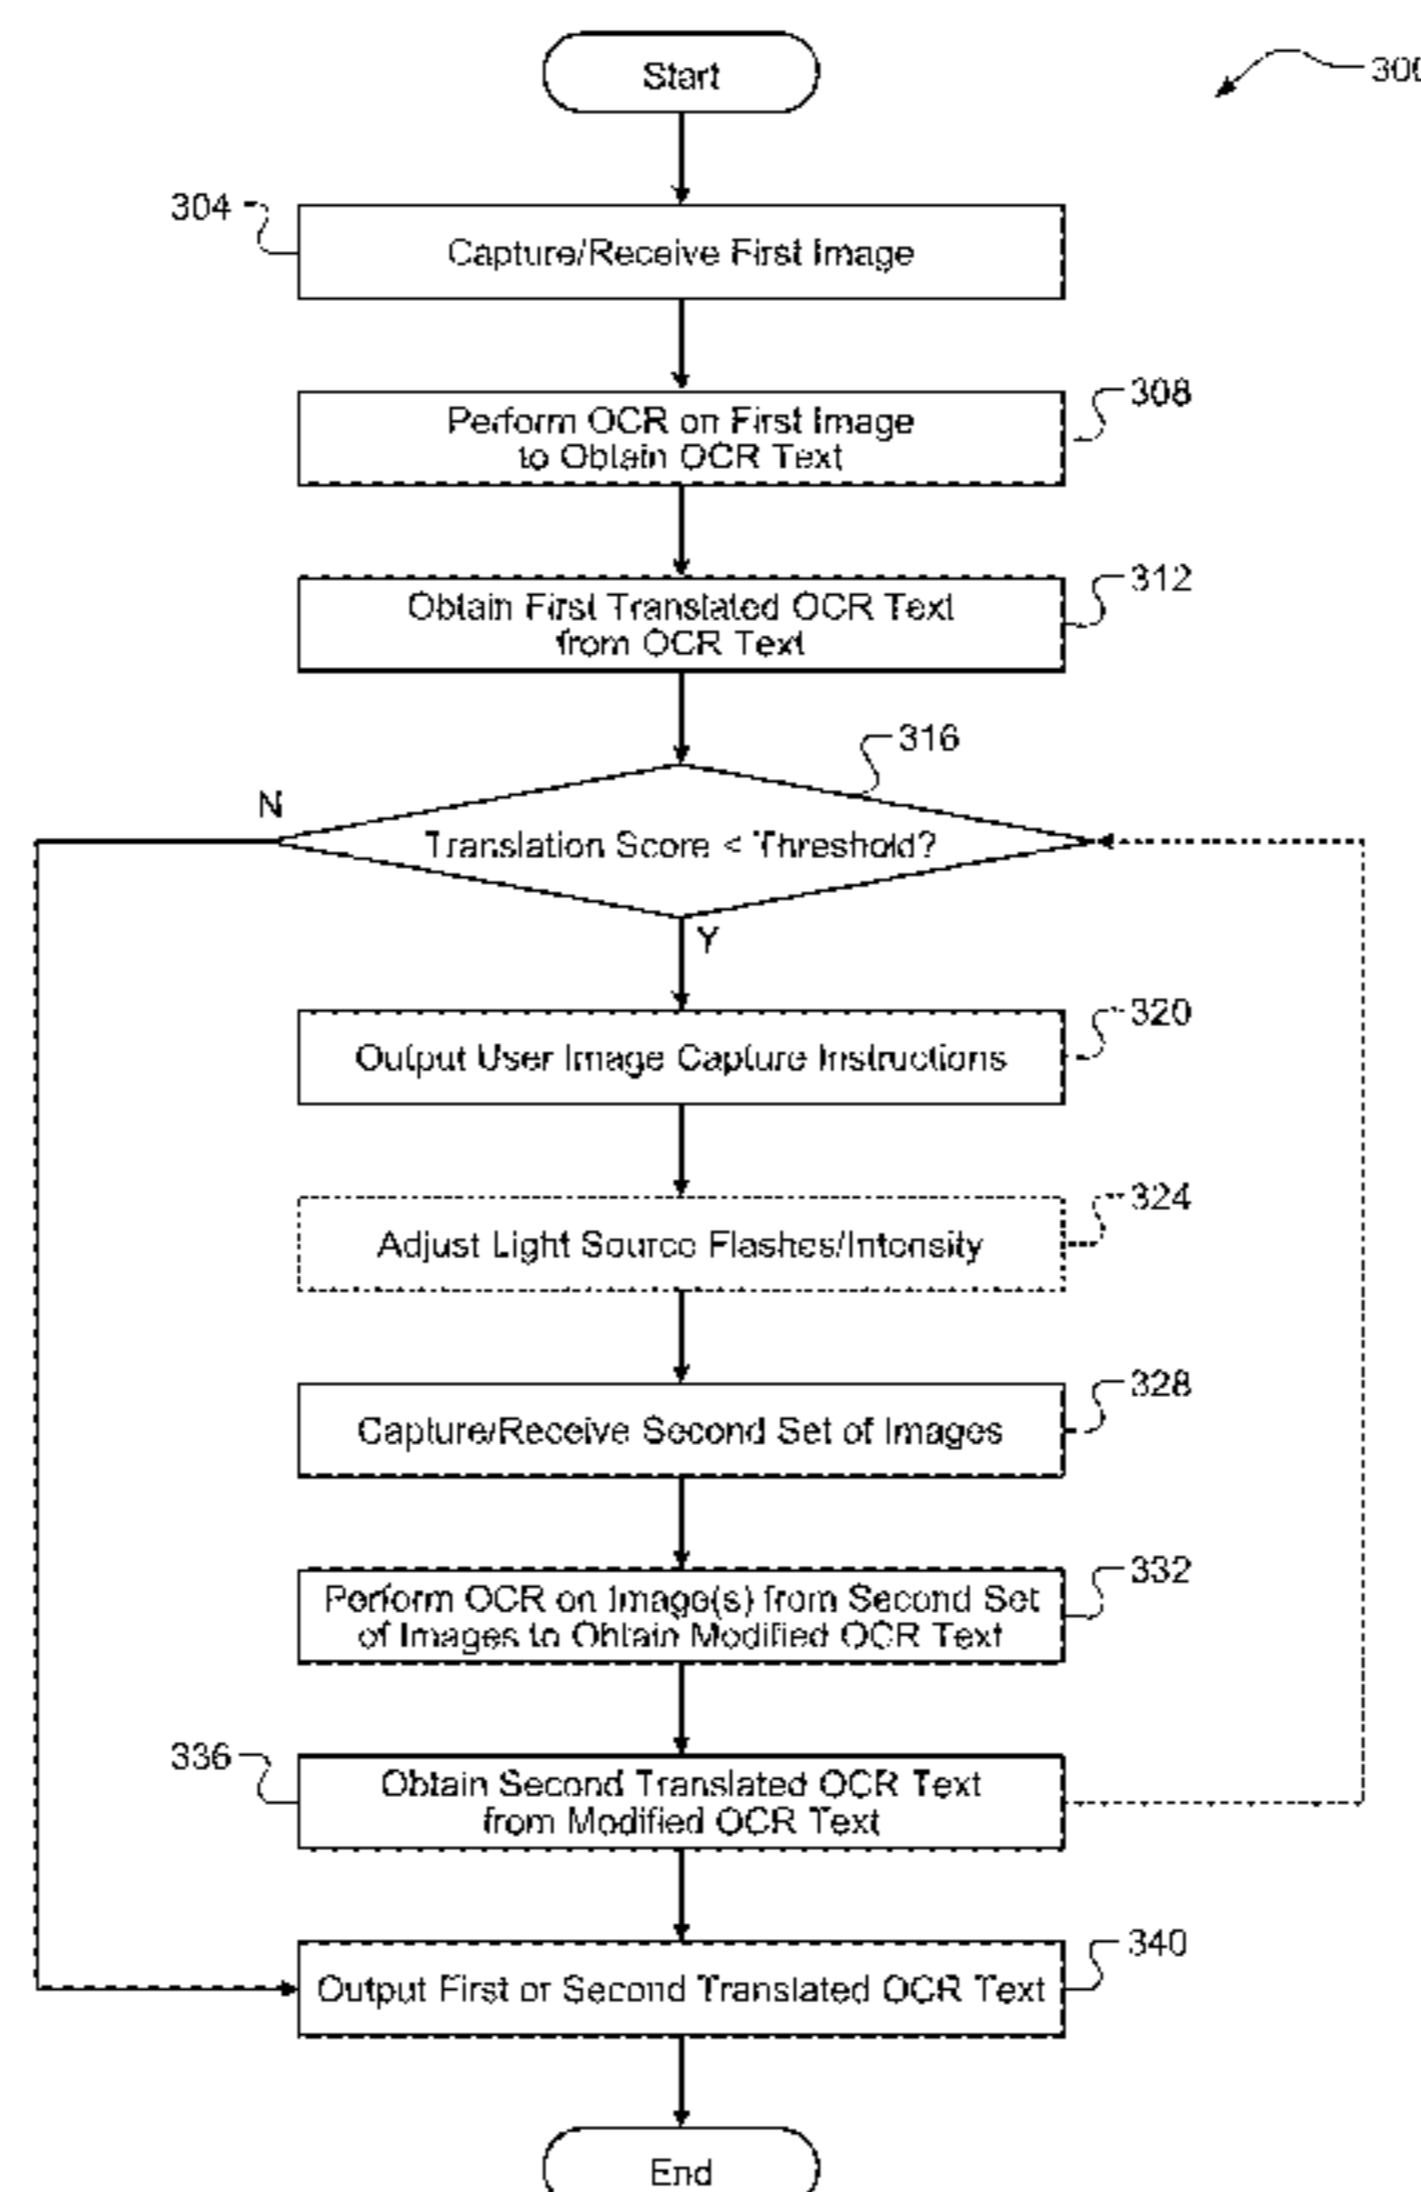 Start
304
Capture/Receive First Image
308
Perform OCR on First Image
to Obtain OCR Text
312
Obtain First Translated OCR Text
from OCR Text
316
N
Translation Score < Threshold?
Y
320
Output User Image Capture Instructions
324
Adjust Light Source Flashes/Intensity
328
Capture/Receive Second Set of Images
332
Perform OCR on Image(s) from Second Set
of Images to Obtain Modified OCR Text
336
Obtain Second Translated OCR Text
from Modified OCR Text
340
Output First or Second Translated OCR Text
End